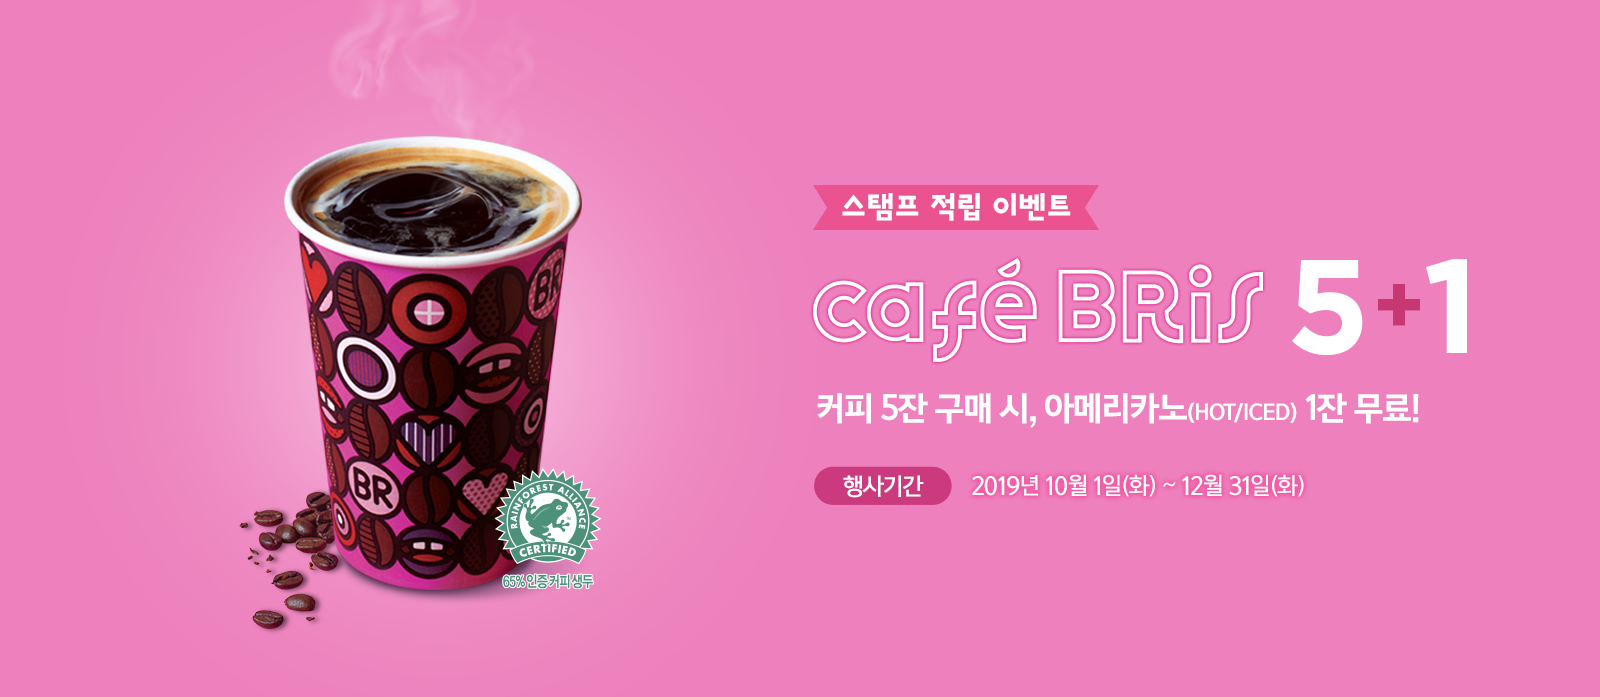 스탬프 적립 이벤트
café BRiS 5+1
커피 5잔 구매 시, 아메리카노(HOT/ICED) 1잔 무료!
행사기간 2019년 10월 1일(화) ~ 12월 31일(화)
BR
BR
RAINFOREST ALLIANCE
CERTIFIED
65% 인증 커피 생두